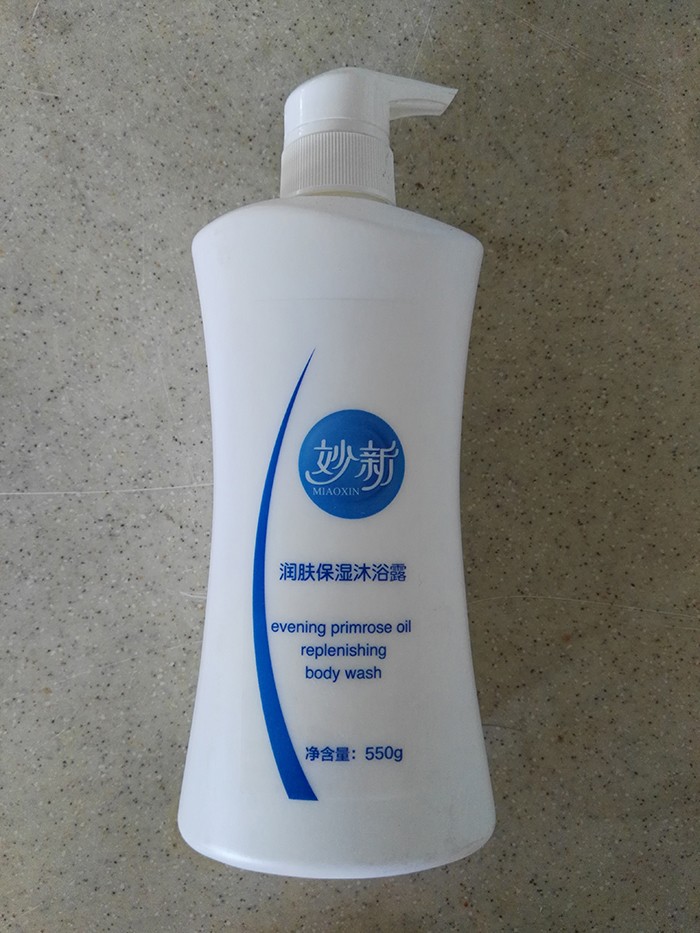 妙新
MIAOXIN
润肤保湿沐浴露
evening primrose oil
replenishing
body wash
净含量：550g